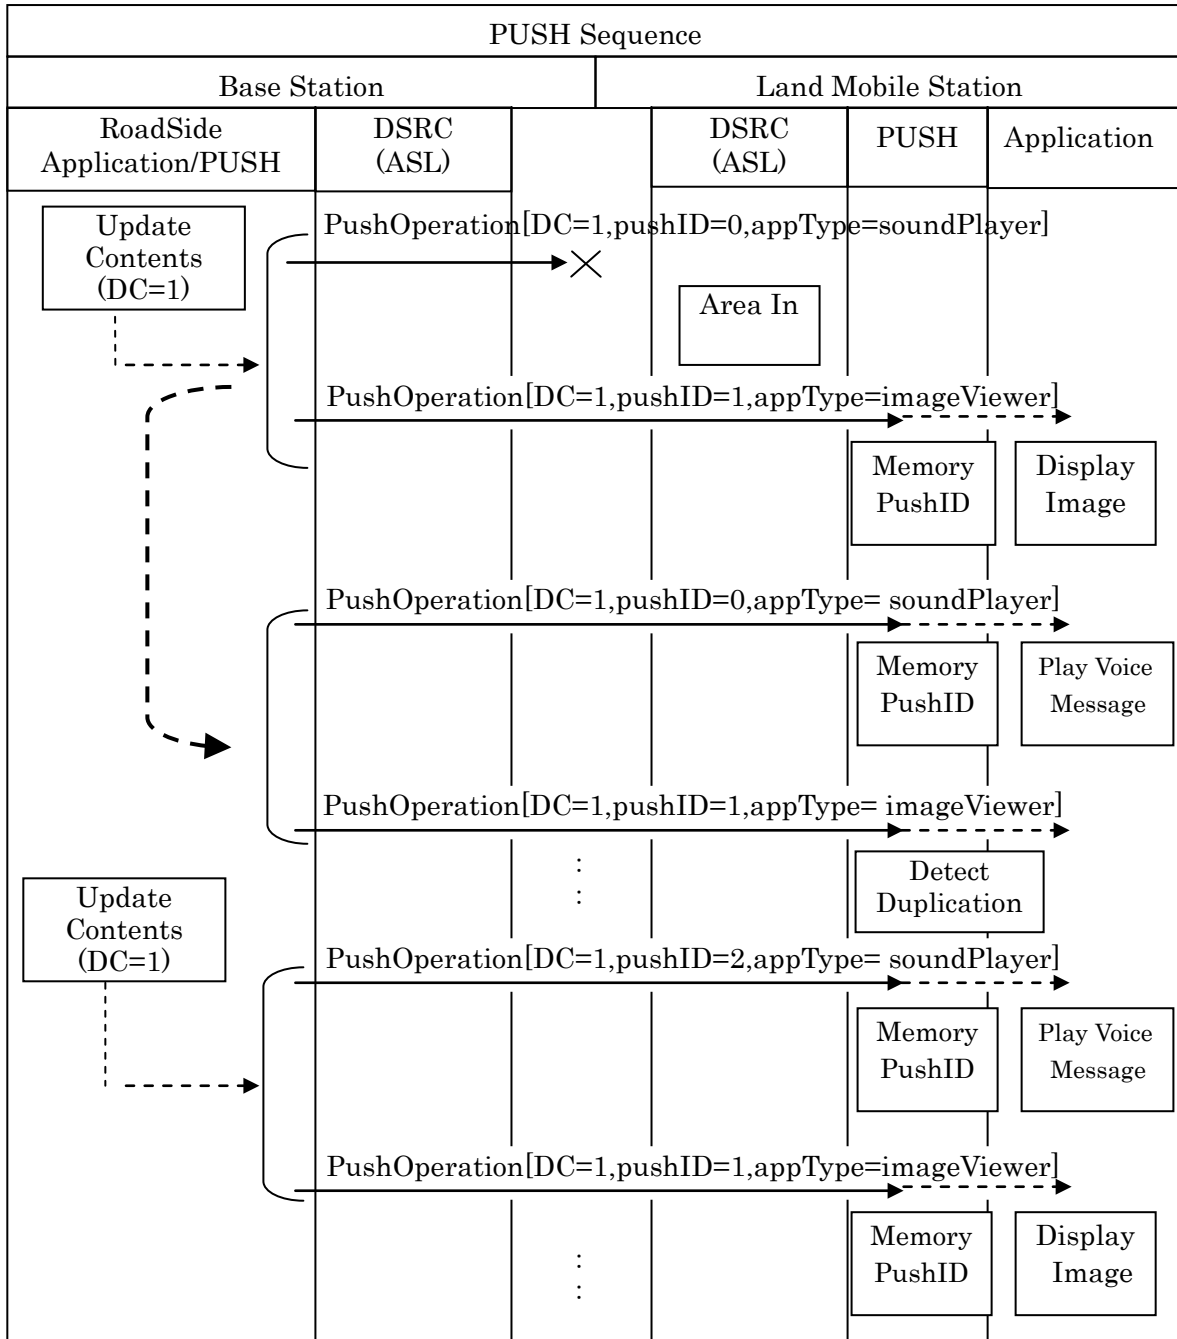 PUSH Sequence
Base Station
Land Mobile Station
RoadSide
Application/PUSH
DSRC
(ASL)
DSRC
(ASL)
PUSH
Application
Update
Contents
(DC=1)
PushOperation[DC=1,pushID=0,appType=soundPlayer]
Area In
PushOperation[DC=1,pushID=1,appType=imageViewer]
Memory
PushID
Display
Image
PushOperation[DC=1,pushID=0,appType= soundPlayer]
Memory
PushID
Play Voice
Message
PushOperation[DC=1,pushID=1,appType= imageViewer]
Detect
Duplication
Update
Contents
(DC=1)
PushOperation[DC=1,pushID=2,appType= soundPlayer]
Memory
PushID
Play Voice
Message
PushOperation[DC=1,pushID=1,appType=imageViewer]
Memory
PushID
Display
Image